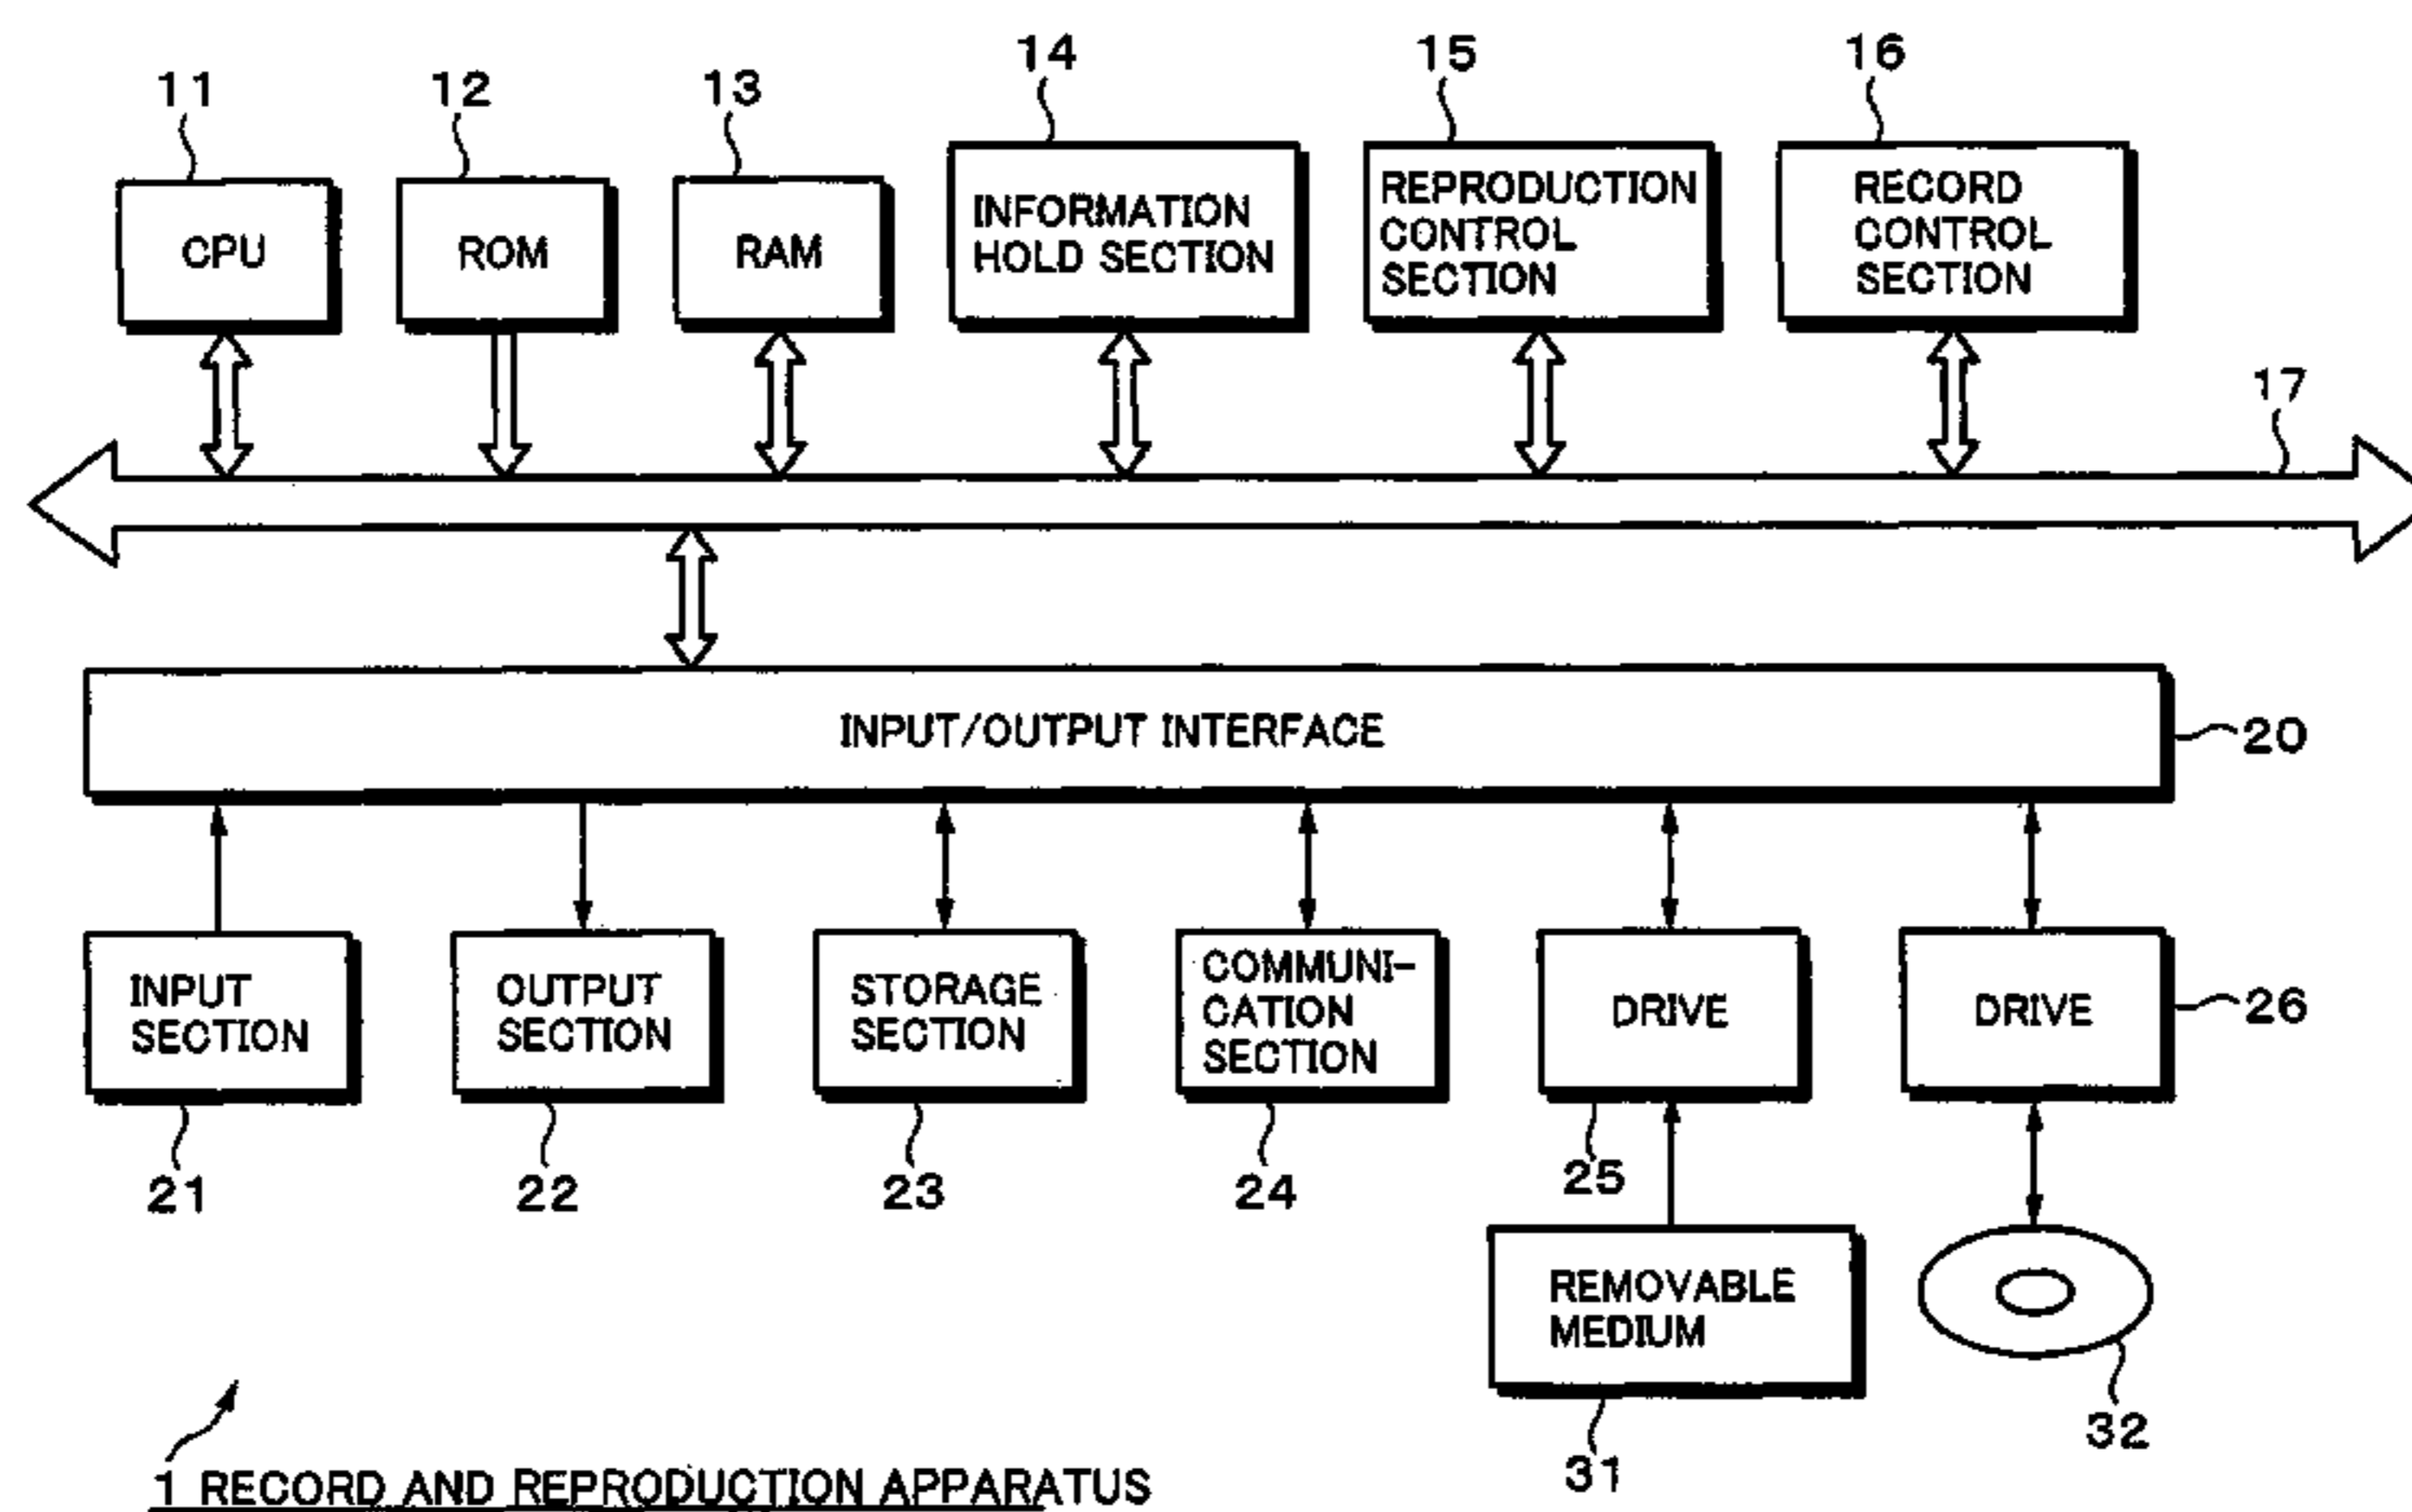 11
12
13
14
15
16
CPU
ROM
RAM
INFORMATION
HOLD SECTION
REPRODUCTION
CONTROL
SECTION
RECORD
CONTROL
SECTION
17
INPUT/OUTPUT INTERFACE
20
INPUT
SECTION
OUTPUT
SECTION
STORAGE
SECTION
COMMUNI-
CATION
SECTION
DRIVE
DRIVE
26
21
22
23
24
25
REMOVABLE
MEDIUM
31
32
1 RECORD AND REPRODUCTION APPARATUS